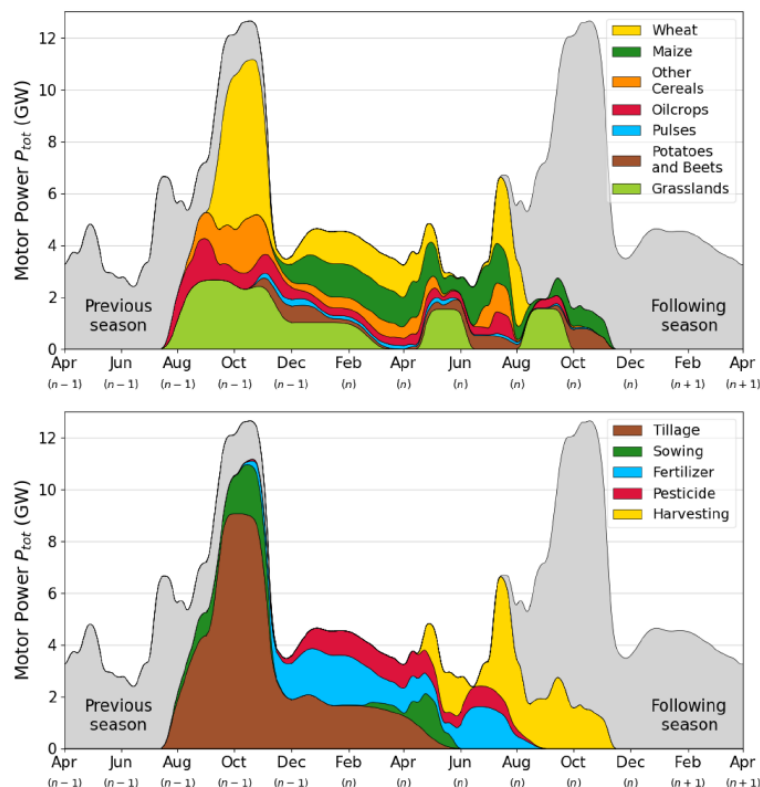 12
10
8
6
4
2
0
Motor Power P_tot (GW)
Wheat
Maize
Other
Cereals
Oilcrops
Pulses
Potatoes
and Beets
Grasslands
Previous
season
Following
season
Apr Jun Aug Oct Dec Feb Apr Jun Aug Oct Dec Feb Apr
(n−1) (n−1) (n−1) (n−1) (n−1) (n) (n) (n) (n) (n) (n) (n+1) (n+1)
12
10
8
6
4
2
0
Motor Power P_tot (GW)
Tillage
Sowing
Fertilizer
Pesticide
Harvesting
Previous
season
Following
season
Apr Jun Aug Oct Dec Feb Apr Jun Aug Oct Dec Feb Apr
(n−1) (n−1) (n−1) (n−1) (n−1) (n) (n) (n) (n) (n) (n) (n+1) (n+1)